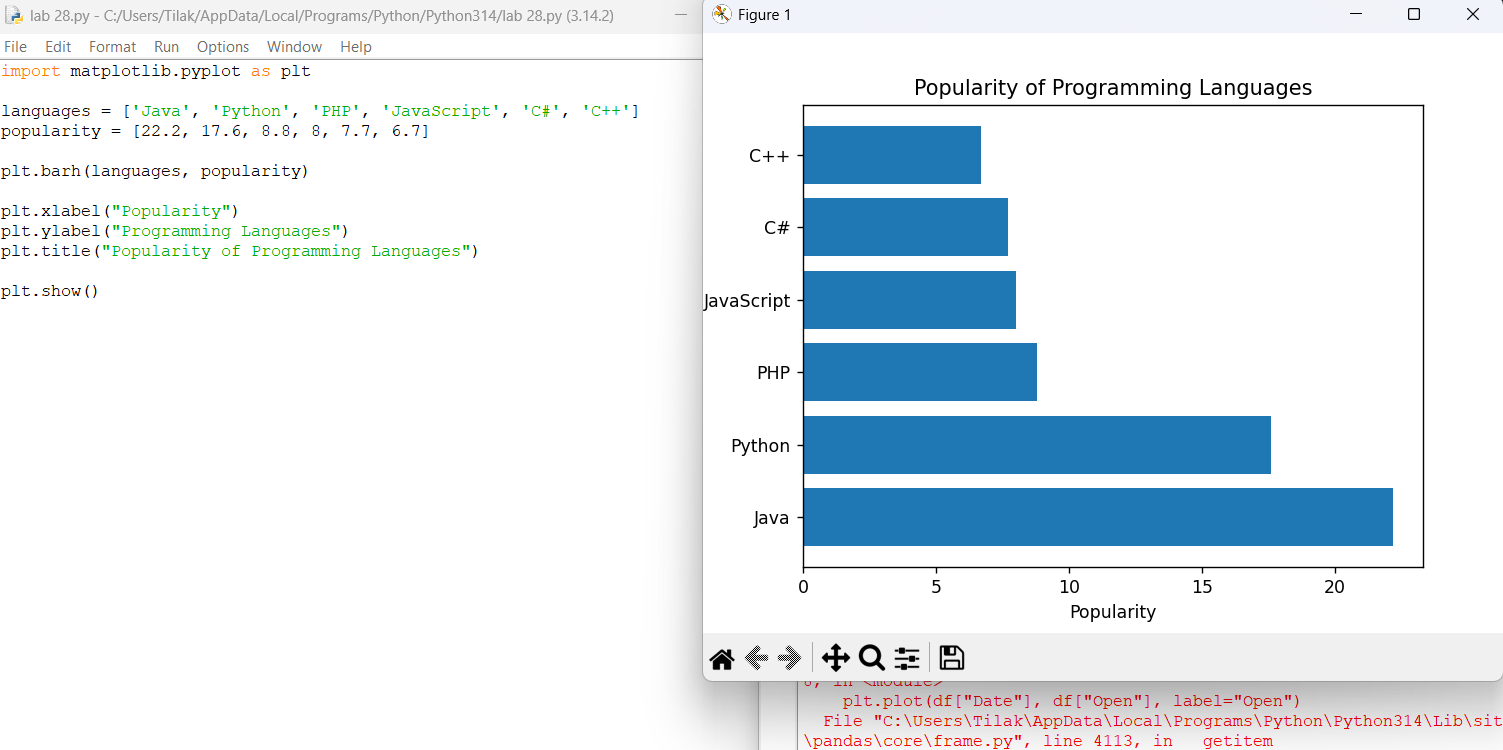 lab 28.py - C:/Users/Tilak/AppData/Local/Programs/Python/Python314/lab 28.py (3.14.2)
File Edit Format Run Options Window Help
import matplotlib.pyplot as plt
languages = ['Java', 'Python', 'PHP', 'JavaScript', 'C#', 'C++']
popularity = [22.2, 17.6, 8.8, 8, 7.7, 6.7]
plt.barh(languages, popularity)
plt.xlabel("Popularity")
plt.ylabel("Programming Languages")
plt.title("Popularity of Programming Languages")
plt.show()
Figure 1
Popularity of Programming Languages
C++
C#
JavaScript
PHP
Python
Java
0 5 10 15 20
Popularity
in <module>
plt.plot(df["Date"], df["Open"], label="Open")
File "C:\Users\Tilak\AppData\Local\Programs\Python\Python314\Lib\sit
\pandas\core\frame.py", line 4113, in getitem